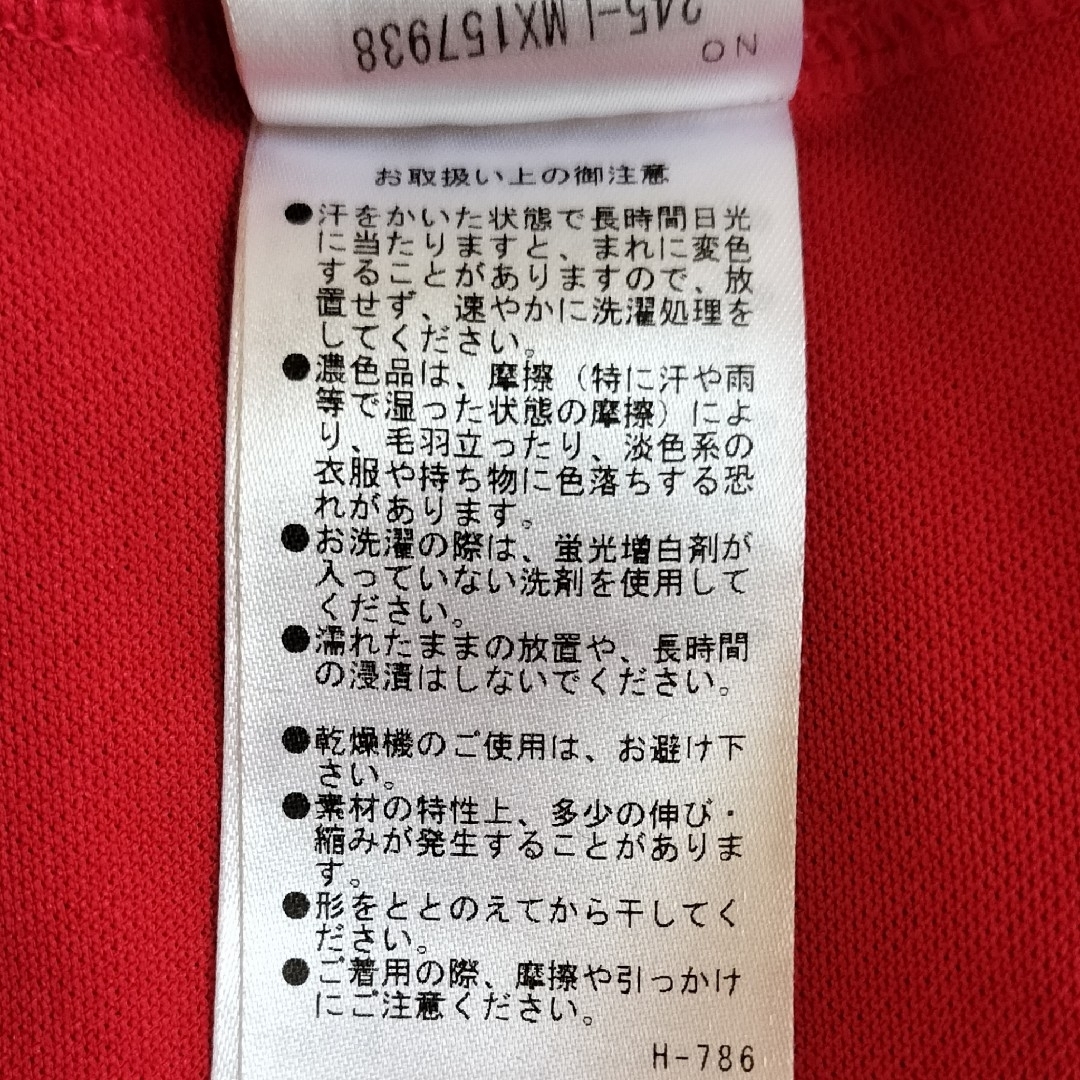 NO
245-LMX157938
お取扱い上の御注意
●汗をかいた状態で長時間日光
に当たりますと、まれに変色
することがありますので、放
置せず、速やかに洗濯処理を
してください。
●濃色品は、摩擦（特に汗や雨
等で湿った状態の摩擦）によ
り、毛羽立ったり、淡色系の
衣服や持ち物に色落ちする恐
れがあります。
●お洗濯の際は、蛍光増白剤が
入っていない洗剤を使用して
ください。
●濡れたままの放置や、長時間
の浸漬はしないでください。
●乾燥機のご使用は、お避け下
さい。
●素材の特性上、多少の伸び・
縮みが発生することがありま
す。
●形をととのえてから干してく
ださい。
●ご着用の際、摩擦や引っかけ
にご注意ください。
H-786